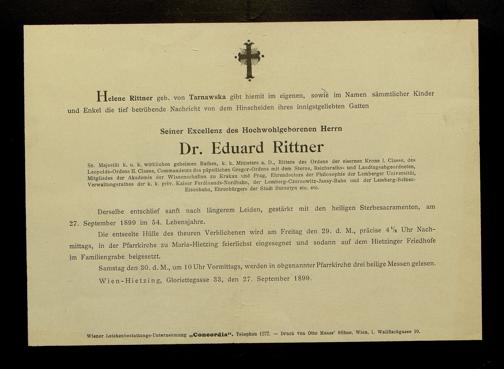 Helene Rittner geb. von Tarnawska gibt hiemit im eigenen, sowie im Namen sämmtlicher Kinder
und Enkel die tief betrübende Nachricht von dem Hinscheiden ihres innigstgeliebten Gatten
Seiner Excellenz des Hochwohlgeborenen Herrn
Dr. Eduard Rittner
Sr. Majestät k. u. k. wirklichen geheimen Rathes, k. k. Ministers a. D., Ritters des Ordens der eisernen Krone I. Classe, des
Leopolds-Ordens II. Classe, Commandeurs des päpstlichen Gregor-Ordens mit dem Sterne, Reichsraths- und Landtagsabgeordneten,
Mitgliedes der Akademie der Wissenschaften zu Krakau und Prag, Ehrendoctors der Philosophie der Lemberger Universität,
Verwaltungsrathes der k. k. priv. Kaiser Ferdinands-Nordbahn, der Lemberg-Czernowitz-Jassy-Bahn und der Lemberg-Belzec-
Eisenbahn, Ehrenbürgers der Stadt etc. etc.
Derselbe entschlief sanft nach längerem Leiden, gestärkt mit den heiligen Sterbesacramenten, am
27. September 1899 im 54. Lebensjahre.
Die entseelte Hülle des theuren Verblichenen wird am Freitag den 29. d. M., präcise 4¼ Uhr Nach-
mittags, in der Pfarrkirche zu Maria-Hietzing feierlichst eingesegnet und sodann auf dem Hietzinger Friedhofe
im Familiengrabe beigesetzt.
Samstag den 30. d. M., um 10 Uhr Vormittags, werden in obgenannter Pfarrkirche drei heilige Messen gelesen.
Wien-Hietzing, Gloriettegasse 33, den 27. September 1899.
Wiener Leichenbestattungs-Unternehmung „Concordia". Telephon 1277. — Druck von Otto Maass' Söhne, Wien, I. Wallfischgasse 10.